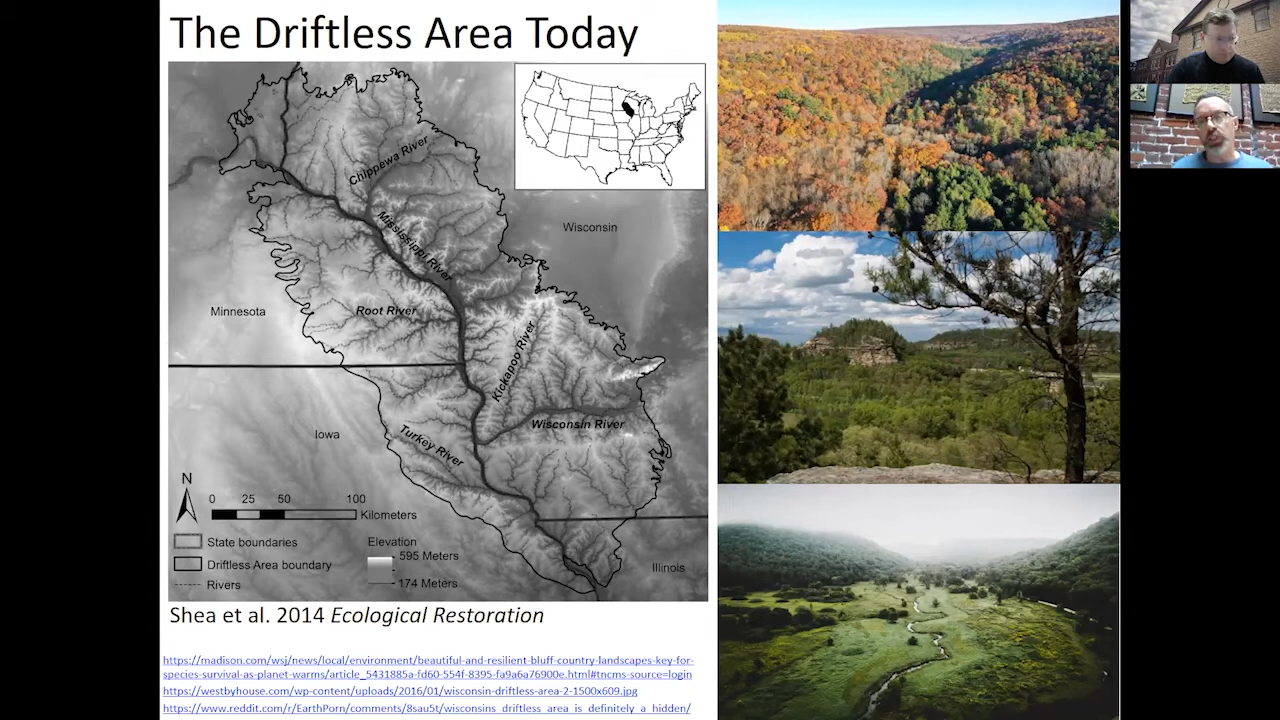 The Driftless Area Today
Chippewa River
Mississippi River
Wisconsin
Minnesota
Root River
Kickapoo River
Wisconsin River
Iowa
Turkey River
N
0 25 50 100
Kilometers
State boundaries
Driftless Area boundary
Rivers
Elevation
595 Meters
174 Meters
Illinois
Shea et al. 2014 Ecological Restoration
https://madison.com/wsj/news/local/environment/beautiful-and-resilient-bluff-country-landscapes-key-for-
species-survival-as-planet-warms/article_5431885a-fd60-554f-8395-fa9a6a76900e.html#tncms-source=login
https://westbyhouse.com/wp-content/uploads/2016/01/wisconsin-driftless-area-2-1500x609.jpg
https://www.reddit.com/r/EarthPorn/comments/8sau5t/wisconsins_driftless_area_is_definitely_a_hidden/